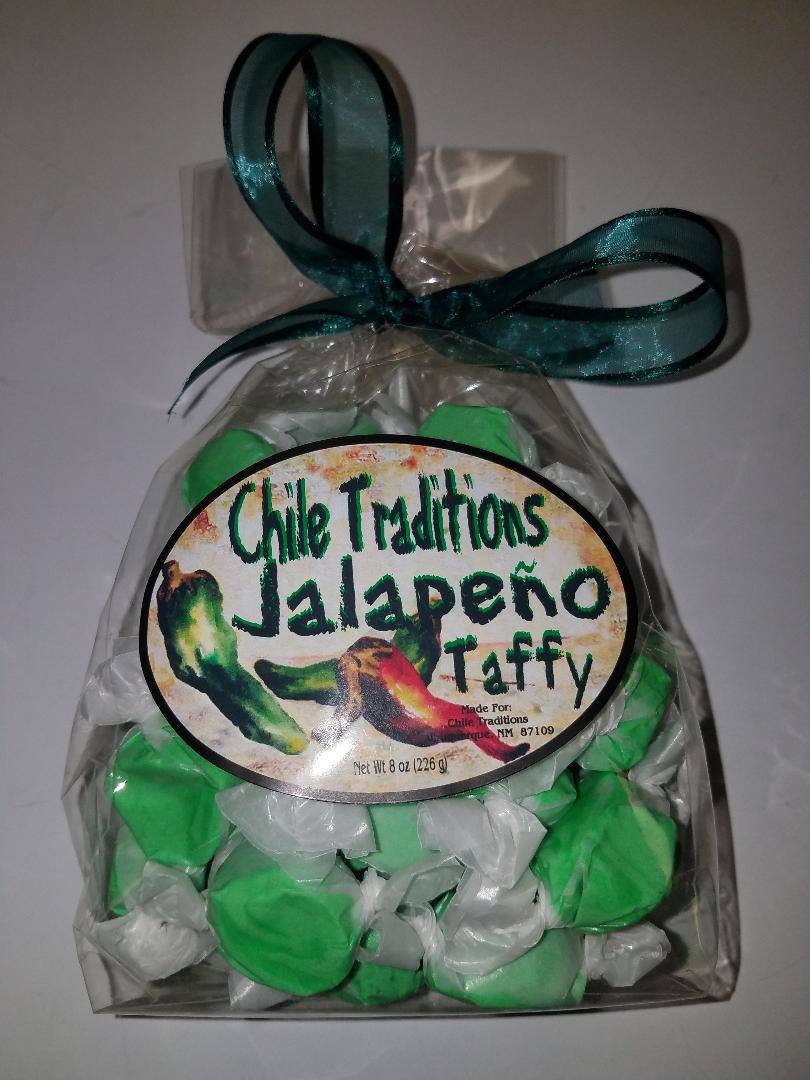 Chile Traditions
Jalapeño
Taffy
Made For:
Chile Traditions
NM 87109
Net Wt 8 oz (226 g)